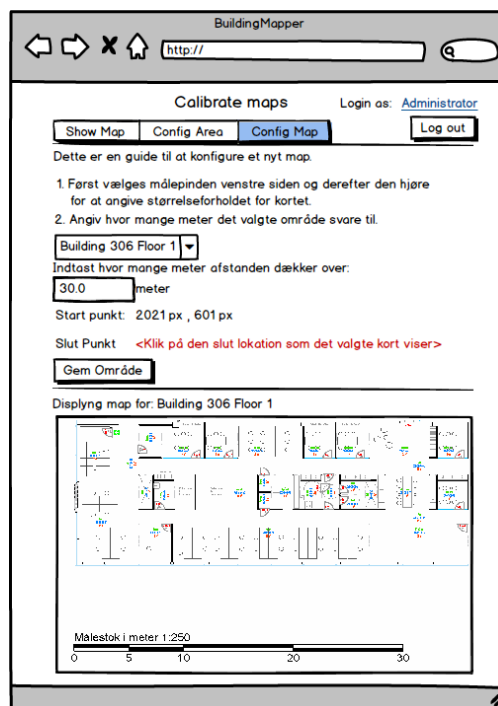 BuildingMapper
http://
Calibrate maps
Login as: Administrator
Show Map Config Area Config Map
Log out
Dette er en guide til at konfigure et nyt map.
1. Først vælges målepinden venstre siden og derefter den hjøre
for at angive størrelseforholdet for kortet.
2. Angiv hvor mange meter det valgte område svare til.
Building 306 Floor 1
Indtast hvor mange meter afstanden dækker over:
30.0 meter
Start punkt: 2021 px , 601 px
Slut Punkt <Klik på den slut lokation som det valgte kort viser>
Gem Område
Displyng map for: Building 306 Floor 1
Målestok i meter 1:250
0 5 10 20 30